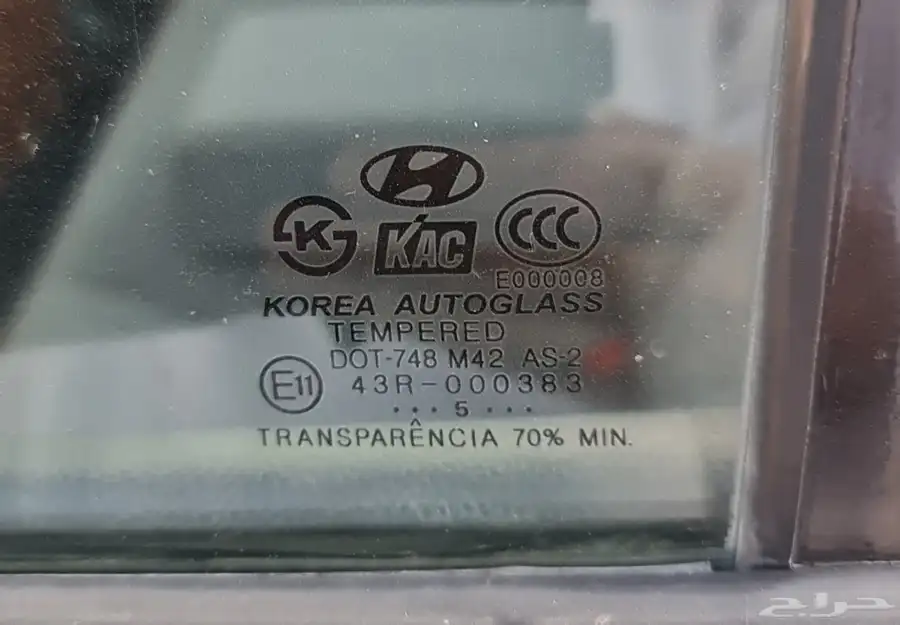 K
KAC
CCC
E000008
KOREA AUTOGLASS
TEMPERED
DOT-748 M42 AS-2
E11 43R-000383
...5...
TRANSPARÊNCIA 70% MIN.
حراج